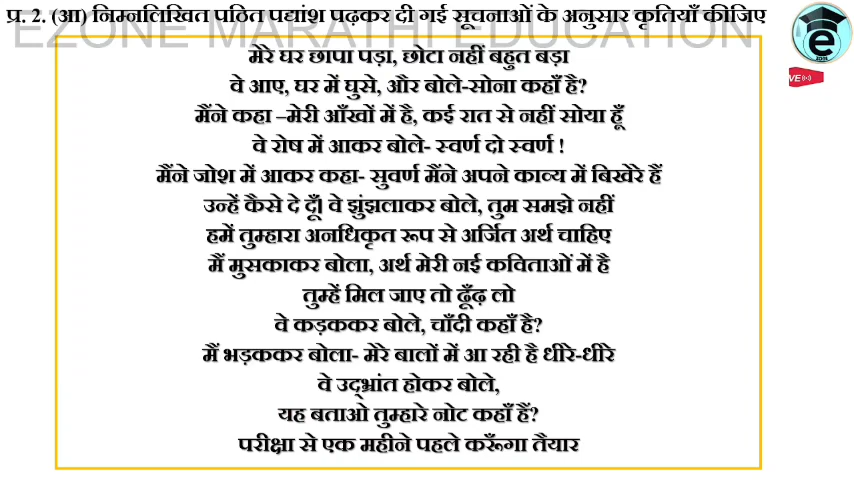 प्र. 2. (आ) निम्नलिखित पठित पद्यांश पढ़कर दी गई सूचनाओं के अनुसार कृतियाँ कीजिए
EZONE MARATHI EDUCATION
मेरे घर छापा पड़ा, छोटा नहीं बहुत बड़ा
वे आए, घर में घुसे, और बोले-सोना कहाँ है?
मैंने कहा –मेरी आँखों में है, कई रात से नहीं सोया हूँ
वे रोष में आकर बोले- स्वर्ण दो स्वर्ण !
मैंने जोश में आकर कहा- सुवर्ण मैंने अपने काव्य में बिखेरे हैं
उन्हें कैसे दे दूँ। वे झुंझलाकर बोले, तुम समझे नहीं
हमें तुम्हारा अनधिकृत रूप से अर्जित अर्थ चाहिए
मैं मुसकाकर बोला, अर्थ मेरी नई कविताओं में है
तुम्हें मिल जाए तो ढूँढ़ लो
वे कड़ककर बोले, चाँदी कहाँ है?
मैं भड़ककर बोला- मेरे बालों में आ रही है धीरे-धीरे
वे उद्‌भ्रांत होकर बोले,
यह बताओ तुम्हारे नोट कहाँ हैं?
परीक्षा से एक महीने पहले करूँगा तैयार
e
VE